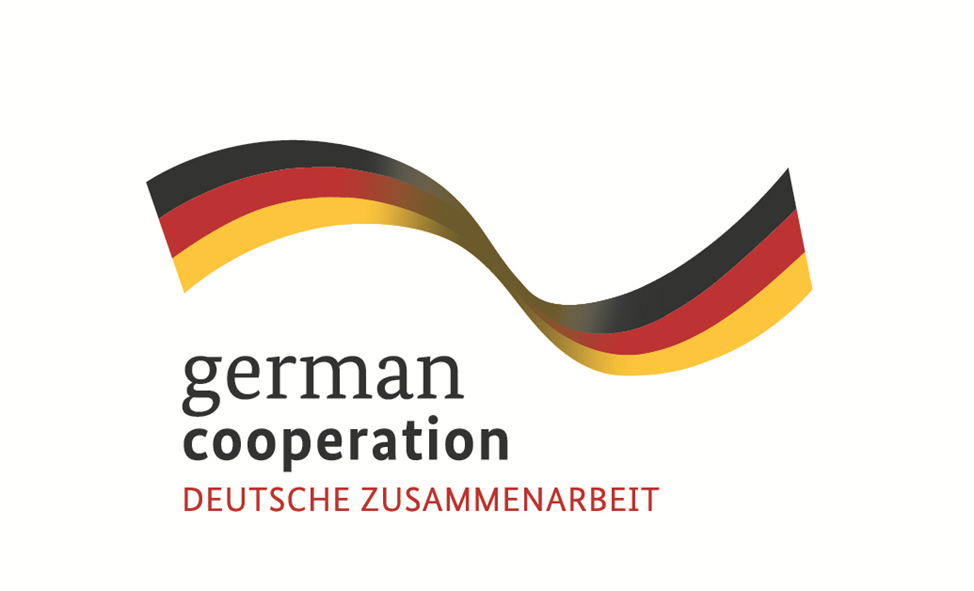 german
cooperation
DEUTSCHE ZUSAMMENARBEIT